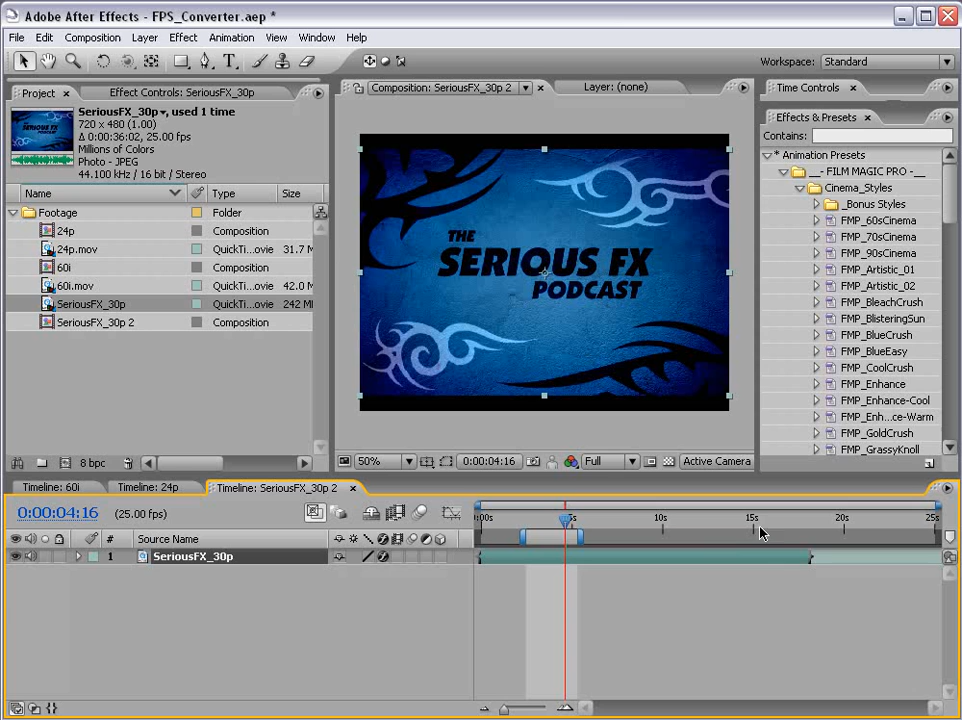 Adobe After Effects - FPS_Converter.aep *
File Edit Composition Layer Effect Animation View Window Help
Workspace: Standard
Project Effect Controls: SeriousFX_30p
SeriousFX_30p, used 1 time
720 x 480 (1.00)
Δ 0:00:36:02, 25.00 fps
Millions of Colors
Photo - JPEG
44.100 kHz / 16 bit / Stereo
Name Type Size
Footage Folder
24p Composition
24p.mov QuickTi...ovie 31.7 M
60i Composition
60i.mov QuickTi...ovie 42.0 M
SeriousFX_30p QuickTi...ovie 242 M
SeriousFX_30p 2 Composition
8 bpc
Composition: SeriousFX_30p 2 Layer: (none)
THE
SERIOUS FX
PODCAST
50% 0:00:04:16 Full Active Camera
Time Controls
Effects & Presets
Contains:
* Animation Presets
__- FILM MAGIC PRO -__
Cinema_Styles
_Bonus Styles
FMP_60sCinema
FMP_70sCinema
FMP_90sCinema
FMP_Artistic_01
FMP_Artistic_02
FMP_BleachCrush
FMP_BlisteringSun
FMP_BlueCrush
FMP_BlueEasy
FMP_CoolCrush
FMP_Enhance
FMP_Enhance-Cool
FMP_Enh...ce-Warm
FMP_GoldCrush
FMP_GrassyKnoll
Timeline: 60i Timeline: 24p Timeline: SeriousFX_30p 2
0:00:04:16 (25.00 fps)
:00s 5s 10s 15s 20s 25s
# Source Name
1 SeriousFX_30p